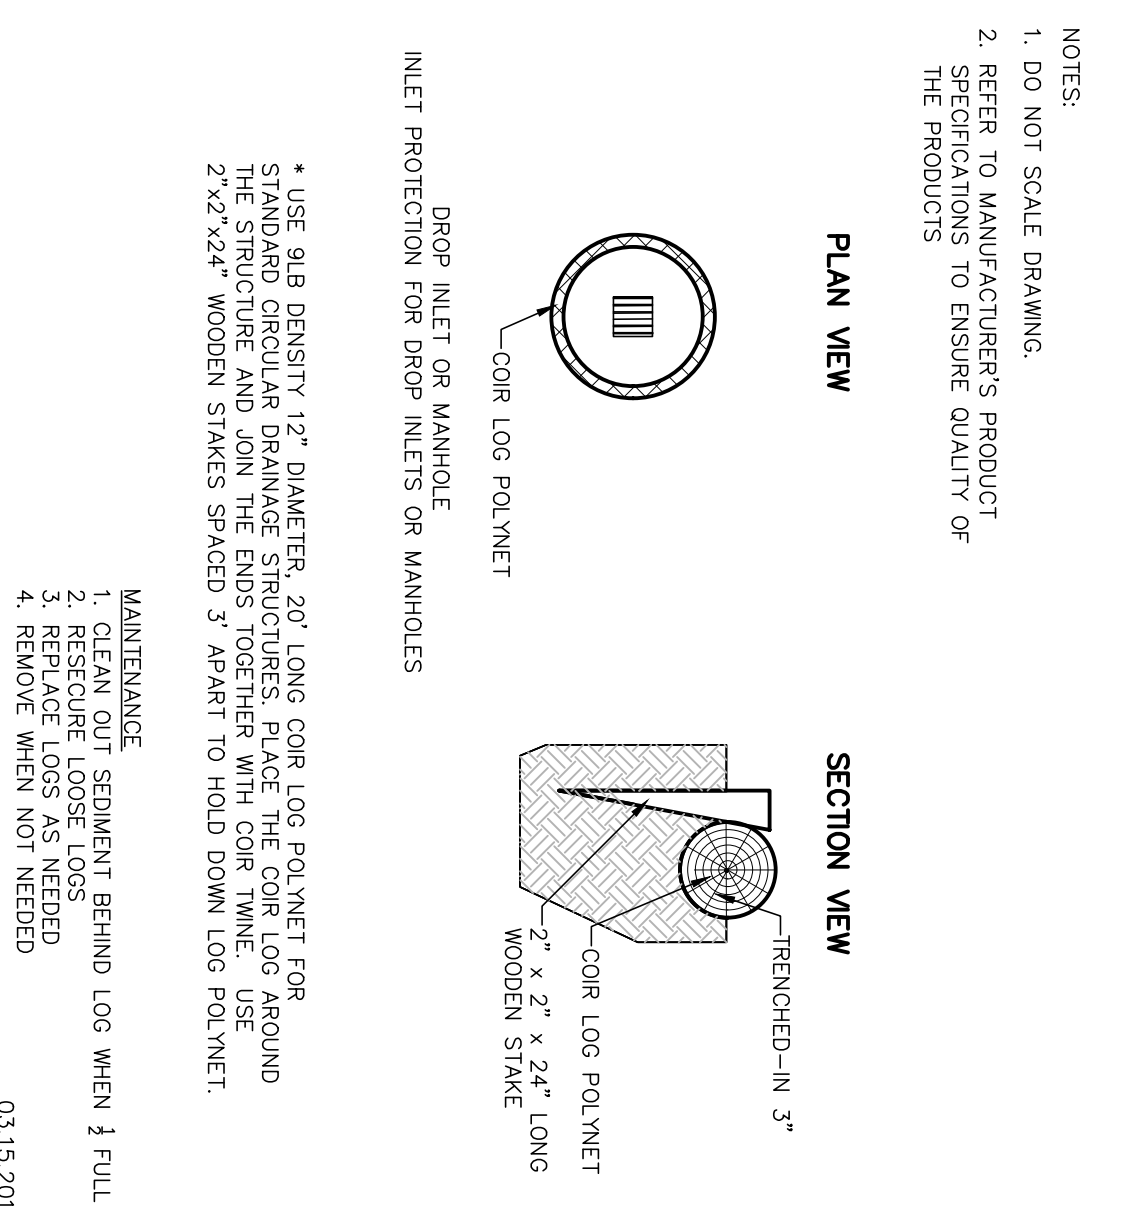 NOTES:
1. DO NOT SCALE DRAWING.
2. REFER TO MANUFACTURER'S PRODUCT
SPECIFICATIONS TO ENSURE QUALITY OF
THE PRODUCTS
PLAN VIEW
COIR LOG POLYNET
DROP INLET OR MANHOLE
INLET PROTECTION FOR DROP INLETS OR MANHOLES
SECTION VIEW
TRENCHED-IN 3"
COIR LOG POLYNET
2" x 2" x 24" LONG
WOODEN STAKE
* USE 9LB DENSITY 12" DIAMETER, 20' LONG COIR LOG POLYNET FOR
STANDARD CIRCULAR DRAINAGE STRUCTURES. PLACE THE COIR LOG AROUND
THE STRUCTURE AND JOIN THE ENDS TOGETHER WITH COIR TWINE. USE
2"x2"x24" WOODEN STAKES SPACED 3' APART TO HOLD DOWN LOG POLYNET.
MAINTENANCE
1. CLEAN OUT SEDIMENT BEHIND LOG WHEN ½ FULL
2. RESECURE LOOSE LOGS
3. REPLACE LOGS AS NEEDED
4. REMOVE WHEN NOT NEEDED